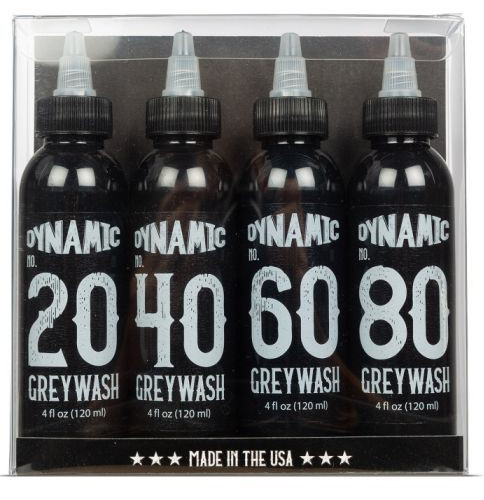 DYNAMIC
NO.
20
GREYWASH
4 fl oz (120 ml)
DYNAMIC
NO.
40
GREYWASH
4 fl oz (120 ml)
DYNAMIC
NO.
60
GREYWASH
4 fl oz (120 ml)
DYNAMIC
NO.
80
GREYWASH
4 fl oz (120 ml)
★★★ MADE IN THE USA ★★★